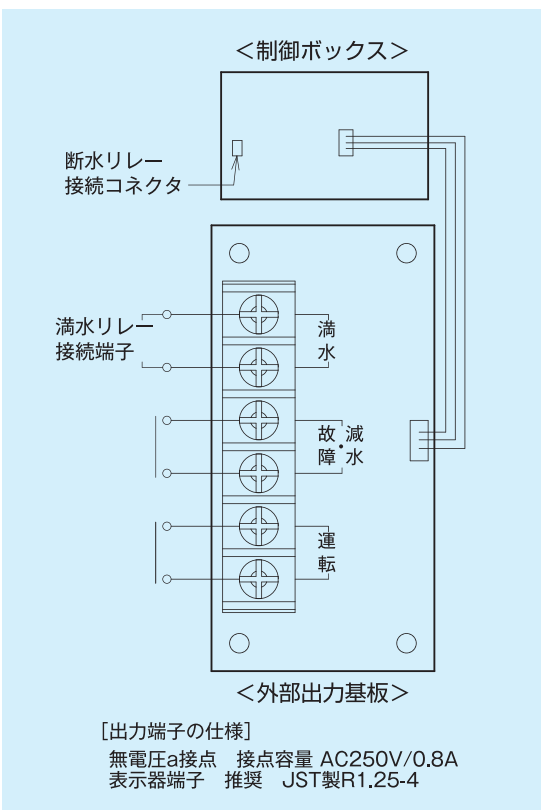 ＜制御ボックス＞
断水リレー
接続コネクタ
満水リレー
接続端子
満水
故障・減水
運転
＜外部出力基板＞
［出力端子の仕様］
無電圧a接点　接点容量 AC250V/0.8A
表示器端子　推奨　JST製R1.25-4